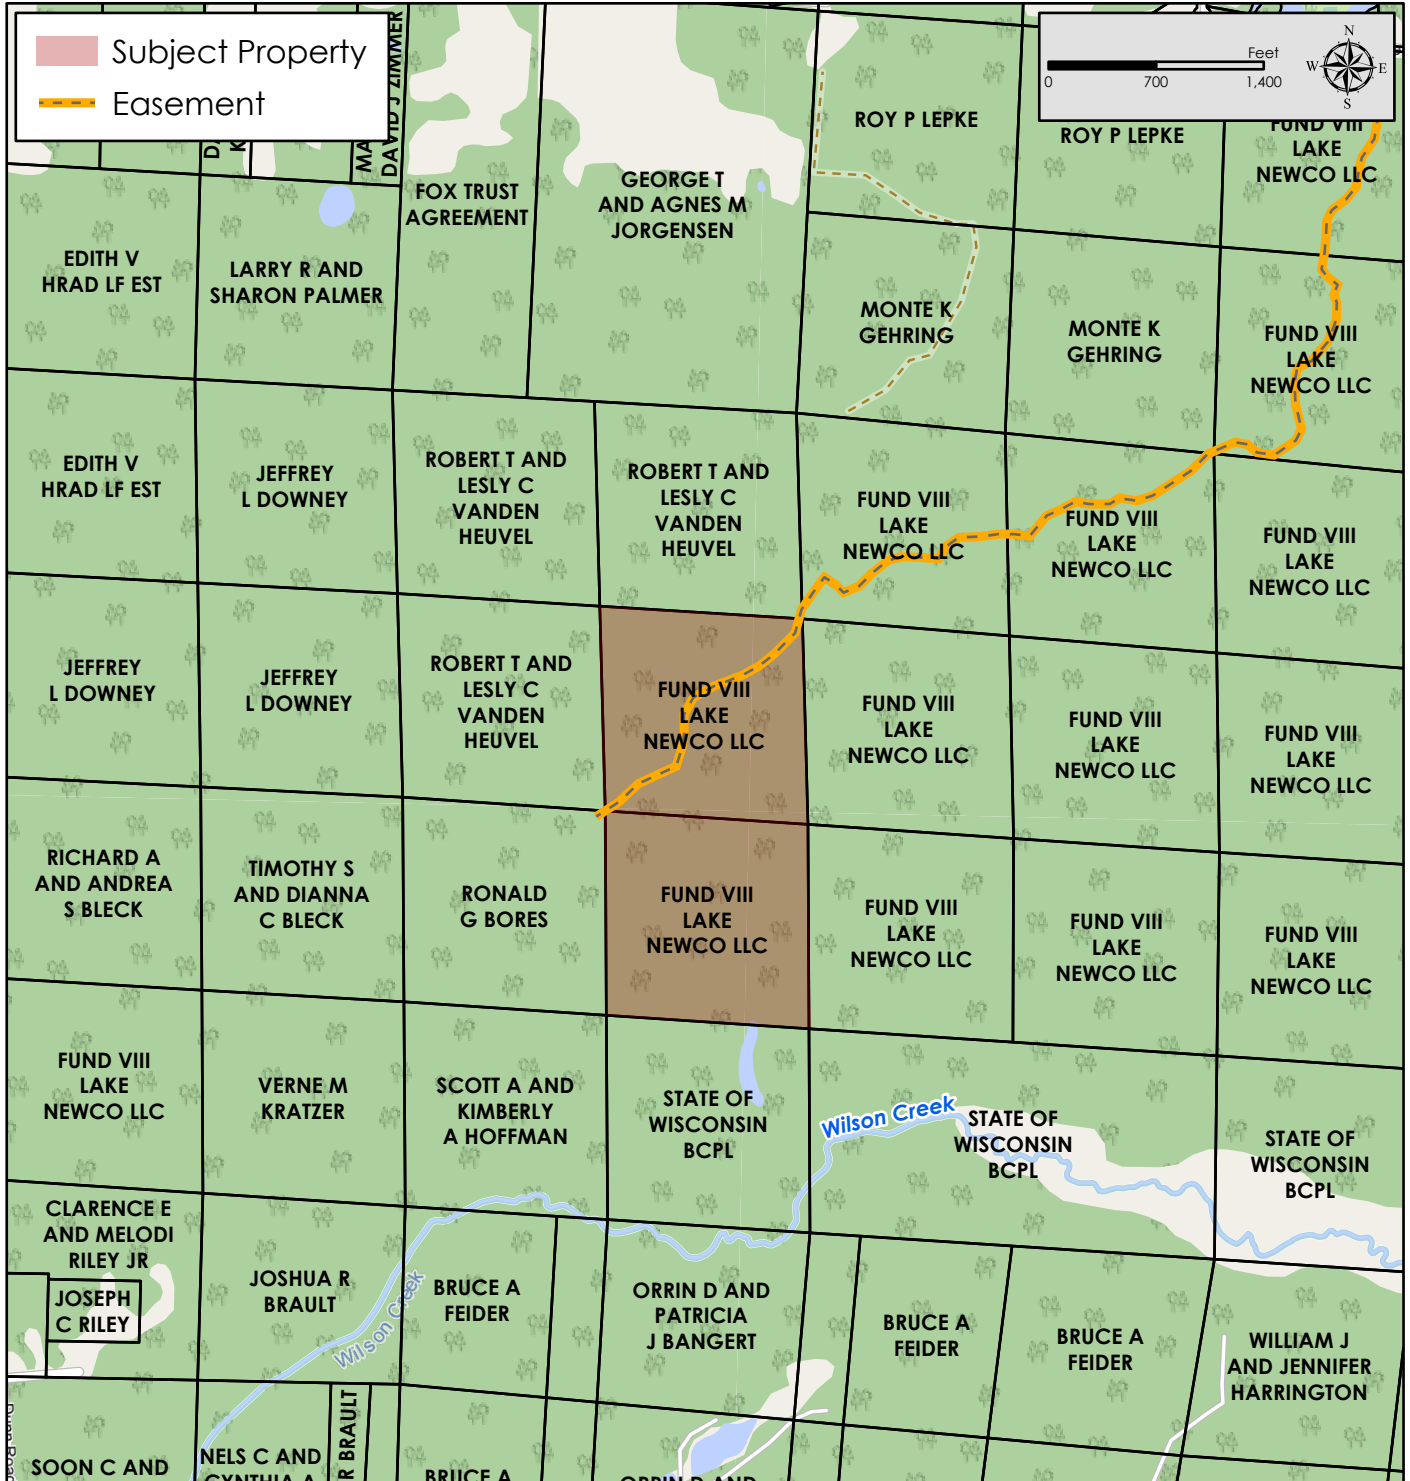 Subject Property
Easement
MA
DAVID J ZIMMER
Feet
0 700 1,400
N
W E
S
ROY P LEPKE
ROY P LEPKE
FUND VIII
LAKE
NEWCO LLC
FOX TRUST
AGREEMENT
GEORGE T
AND AGNES M
JORGENSEN
EDITH V
HRAD LF EST
LARRY R AND
SHARON PALMER
MONTE K
GEHRING
MONTE K
GEHRING
FUND VIII
LAKE
NEWCO LLC
EDITH V
HRAD LF EST
JEFFREY
L DOWNEY
ROBERT T AND
LESLY C
VANDEN
HEUVEL
ROBERT T AND
LESLY C
VANDEN
HEUVEL
FUND VIII
LAKE
NEWCO LLC
FUND VIII
LAKE
NEWCO LLC
FUND VIII
LAKE
NEWCO LLC
JEFFREY
L DOWNEY
JEFFREY
L DOWNEY
ROBERT T AND
LESLY C
VANDEN
HEUVEL
FUND VIII
LAKE
NEWCO LLC
FUND VIII
LAKE
NEWCO LLC
FUND VIII
LAKE
NEWCO LLC
FUND VIII
LAKE
NEWCO LLC
RICHARD A
AND ANDREA
S BLECK
TIMOTHY S
AND DIANNA
C BLECK
RONALD
G BORES
FUND VIII
LAKE
NEWCO LLC
FUND VIII
LAKE
NEWCO LLC
FUND VIII
LAKE
NEWCO LLC
FUND VIII
LAKE
NEWCO LLC
FUND VIII
LAKE
NEWCO LLC
VERNE M
KRATZER
SCOTT A AND
KIMBERLY
A HOFFMAN
STATE OF
WISCONSIN
BCPL
Wilson Creek
STATE OF
WISCONSIN
BCPL
STATE OF
WISCONSIN
BCPL
CLARENCE E
AND MELODI
RILEY JR
JOSEPH
C RILEY
JOSHUA R
BRAULT
Wilson Creek
BRUCE A
FEIDER
ORRIN D AND
PATRICIA
J BANGERT
BRUCE A
FEIDER
BRUCE A
FEIDER
WILLIAM J
AND JENNIFER
HARRINGTON
SOON C AND
NELS C AND
CYNTHIA A
R BRAULT
BRUCE A
ORRIN D AND